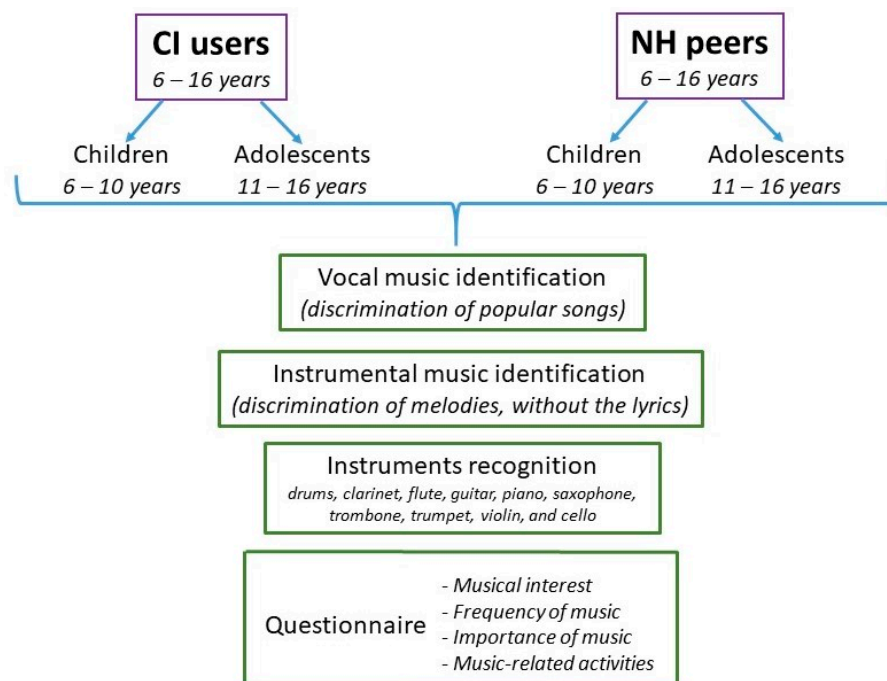 CI users
6 – 16 years
NH peers
6 – 16 years
Children
6 – 10 years
Adolescents
11 – 16 years
Children
6 – 10 years
Adolescents
11 – 16 years
Vocal music identification
(discrimination of popular songs)
Instrumental music identification
(discrimination of melodies, without the lyrics)
Instruments recognition
drums, clarinet, flute, guitar, piano, saxophone,
trombone, trumpet, violin, and cello
Questionnaire
- Musical interest
- Frequency of music
- Importance of music
- Music-related activities